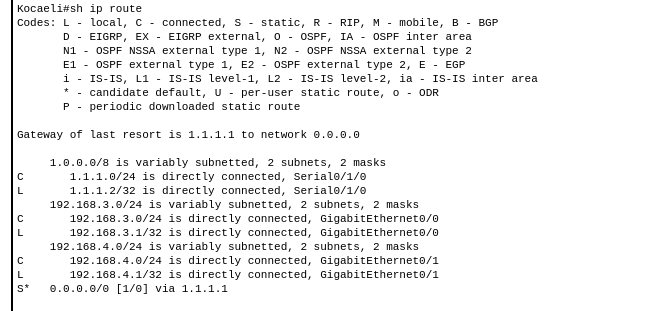 Kocaeli#sh ip route
Codes: L - local, C - connected, S - static, R - RIP, M - mobile, B - BGP
       D - EIGRP, EX - EIGRP external, O - OSPF, IA - OSPF inter area
       N1 - OSPF NSSA external type 1, N2 - OSPF NSSA external type 2
       E1 - OSPF external type 1, E2 - OSPF external type 2, E - EGP
       i - IS-IS, L1 - IS-IS level-1, L2 - IS-IS level-2, ia - IS-IS inter area
       * - candidate default, U - per-user static route, o - ODR
       P - periodic downloaded static route
Gateway of last resort is 1.1.1.1 to network 0.0.0.0
     1.0.0.0/8 is variably subnetted, 2 subnets, 2 masks
C       1.1.1.0/24 is directly connected, Serial0/1/0
L       1.1.1.2/32 is directly connected, Serial0/1/0
     192.168.3.0/24 is variably subnetted, 2 subnets, 2 masks
C       192.168.3.0/24 is directly connected, GigabitEthernet0/0
L       192.168.3.1/32 is directly connected, GigabitEthernet0/0
     192.168.4.0/24 is variably subnetted, 2 subnets, 2 masks
C       192.168.4.0/24 is directly connected, GigabitEthernet0/1
L       192.168.4.1/32 is directly connected, GigabitEthernet0/1
S*   0.0.0.0/0 [1/0] via 1.1.1.1